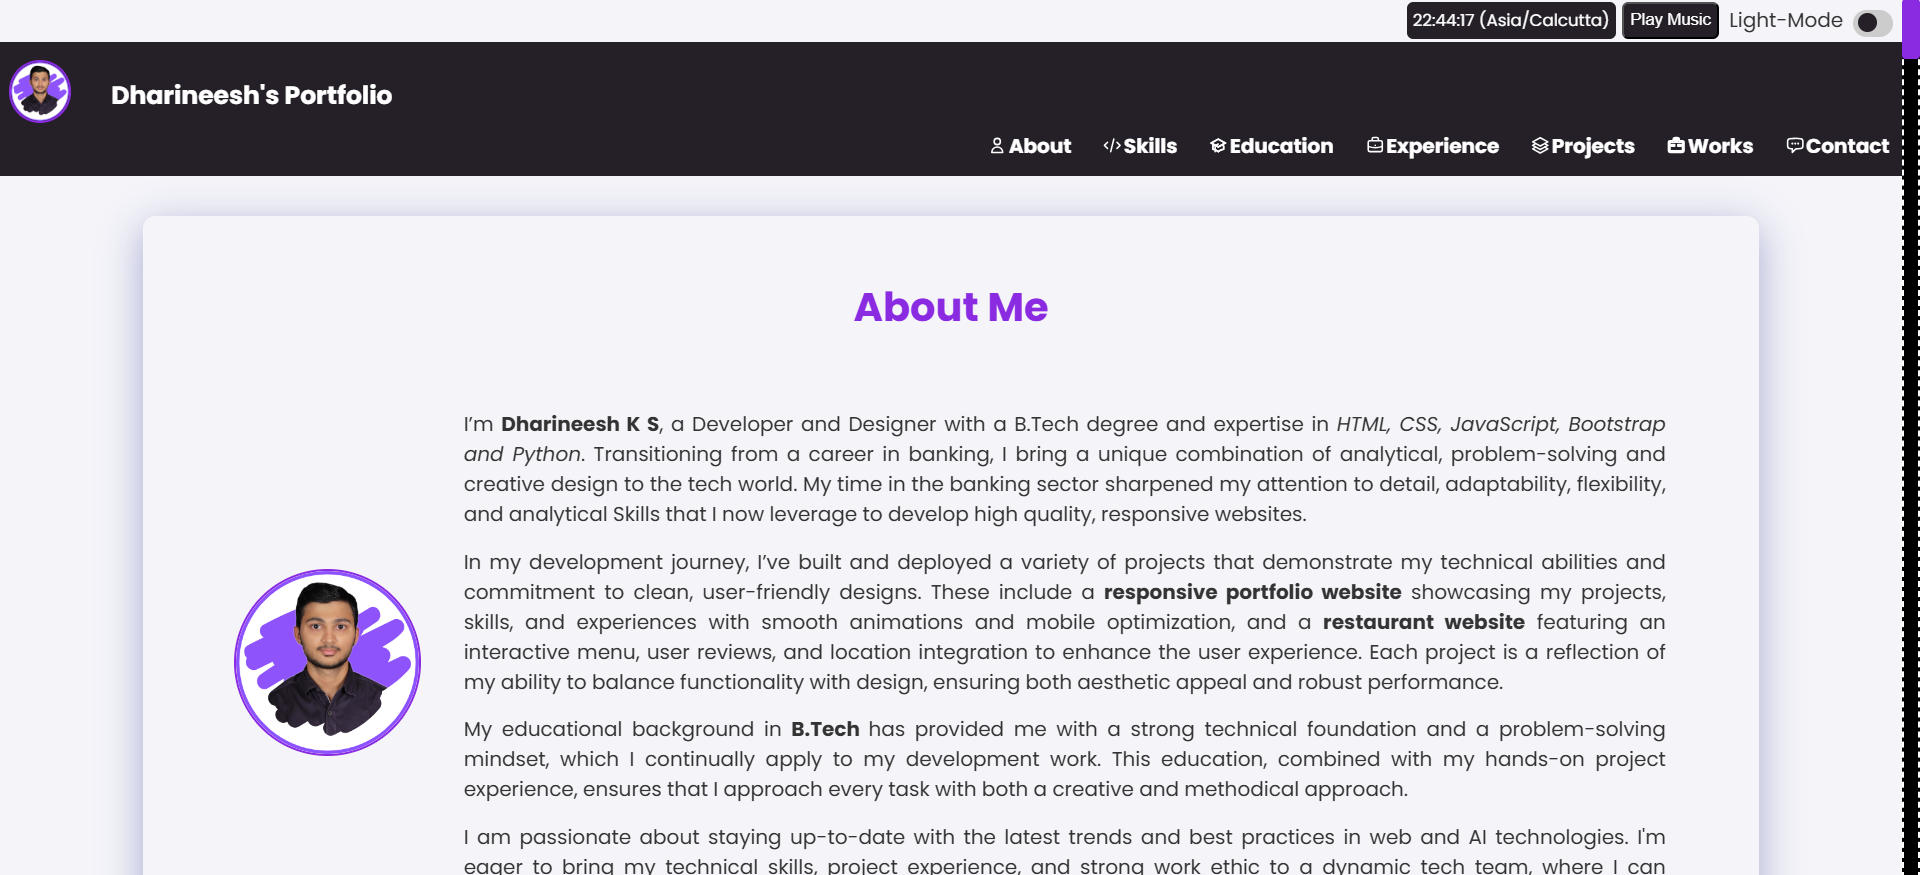 22:44:17 (Asia/Calcutta) Play Music Light-Mode
Dharineesh's Portfolio
About Skills Education Experience Projects Works Contact
About Me
I’m Dharineesh K S, a Developer and Designer with a B.Tech degree and expertise in HTML, CSS, JavaScript, Bootstrap
and Python. Transitioning from a career in banking, I bring a unique combination of analytical, problem-solving and
creative design to the tech world. My time in the banking sector sharpened my attention to detail, adaptability, flexibility,
and analytical Skills that I now leverage to develop high quality, responsive websites.
In my development journey, I’ve built and deployed a variety of projects that demonstrate my technical abilities and
commitment to clean, user-friendly designs. These include a responsive portfolio website showcasing my projects,
skills, and experiences with smooth animations and mobile optimization, and a restaurant website featuring an
interactive menu, user reviews, and location integration to enhance the user experience. Each project is a reflection of
my ability to balance functionality with design, ensuring both aesthetic appeal and robust performance.
My educational background in B.Tech has provided me with a strong technical foundation and a problem-solving
mindset, which I continually apply to my development work. This education, combined with my hands-on project
experience, ensures that I approach every task with both a creative and methodical approach.
I am passionate about staying up-to-date with the latest trends and best practices in web and AI technologies. I'm
eager to bring my technical skills, project experience, and strong work ethic to a dynamic tech team, where I can